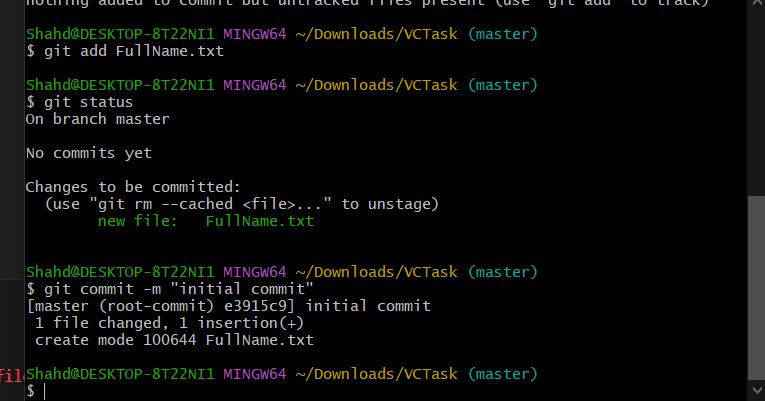 nothing added to commit but untracked files present (use "git add" to track)
Shahd@DESKTOP-8T22NI1 MINGW64 ~/Downloads/VCTask (master)
$ git add FullName.txt
Shahd@DESKTOP-8T22NI1 MINGW64 ~/Downloads/VCTask (master)
$ git status
On branch master
No commits yet
Changes to be committed:
  (use "git rm --cached <file>..." to unstage)
        new file:   FullName.txt
Shahd@DESKTOP-8T22NI1 MINGW64 ~/Downloads/VCTask (master)
$ git commit -m "initial commit"
[master (root-commit) e3915c9] initial commit
 1 file changed, 1 insertion(+)
 create mode 100644 FullName.txt
file
Shahd@DESKTOP-8T22NI1 MINGW64 ~/Downloads/VCTask (master)
$